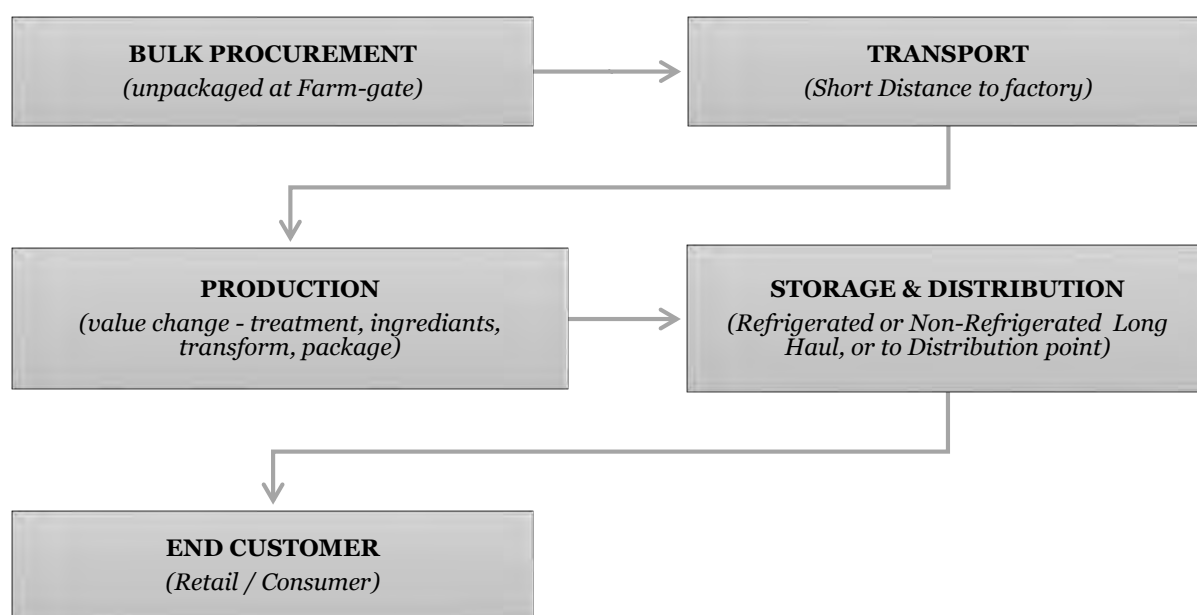 BULK PROCUREMENT
(unpackaged at Farm-gate)
TRANSPORT
(Short Distance to factory)
PRODUCTION
(value change - treatment, ingrediants,
transform, package)
STORAGE & DISTRIBUTION
(Refrigerated or Non-Refrigerated Long
Haul, or to Distribution point)
END CUSTOMER
(Retail / Consumer)